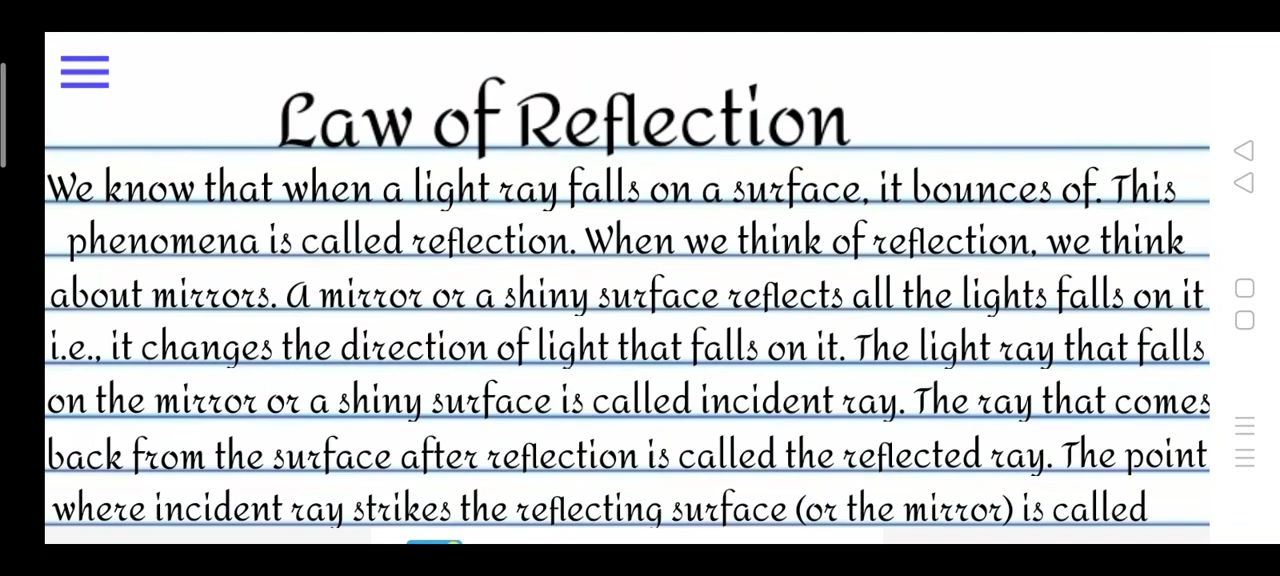 Law of Reflection
We know that when a light ray falls on a surface, it bounces of. This
phenomena is called reflection. When we think of reflection, we think
about mirrors. A mirror or a shiny surface reflects all the lights falls on it
i.e., it changes the direction of light that falls on it. The light ray that falls
on the mirror or a shiny surface is called incident ray. The ray that comes
back from the surface after reflection is called the reflected ray. The point
where incident ray strikes the reflecting surface (or the mirror) is called